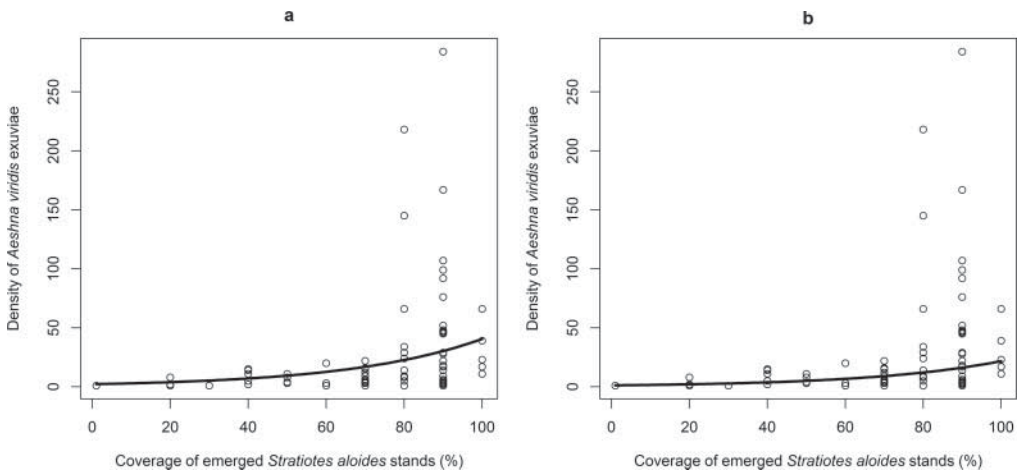 a
250
200
150
100
50
0
Density of Aeshna viridis exuviae
0 20 40 60 80 100
Coverage of emerged Stratiotes aloides stands (%)
b
250
200
150
100
50
0
Density of Aeshna viridis exuviae
0 20 40 60 80 100
Coverage of emerged Stratiotes aloides stands (%)